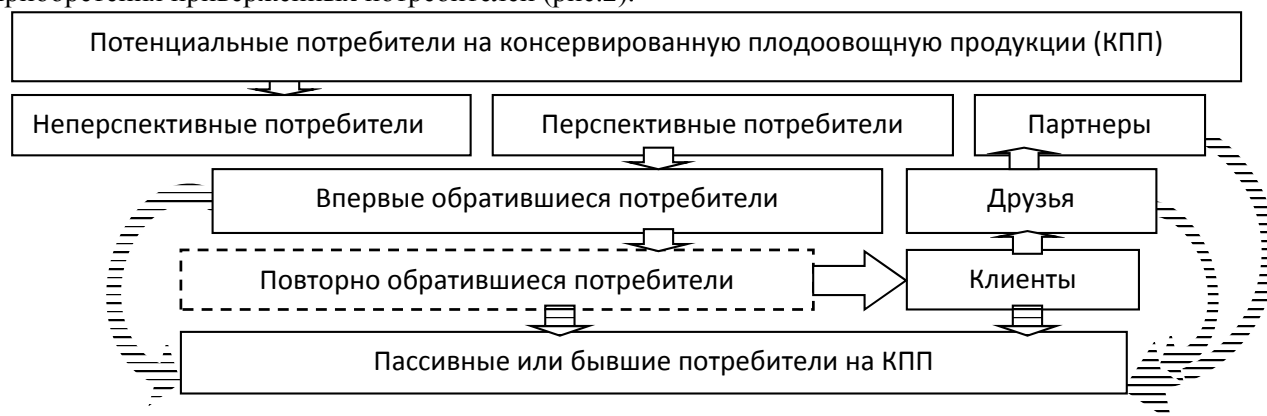 приобретения приверженных потребителей (рис.2).
Потенциальные потребители на консервированную плодоовощную продукции (КПП)
Неперспективные потребители
Перспективные потребители
Партнеры
Впервые обратившиеся потребители
Друзья
Повторно обратившиеся потребители
Клиенты
Пассивные или бывшие потребители на КПП